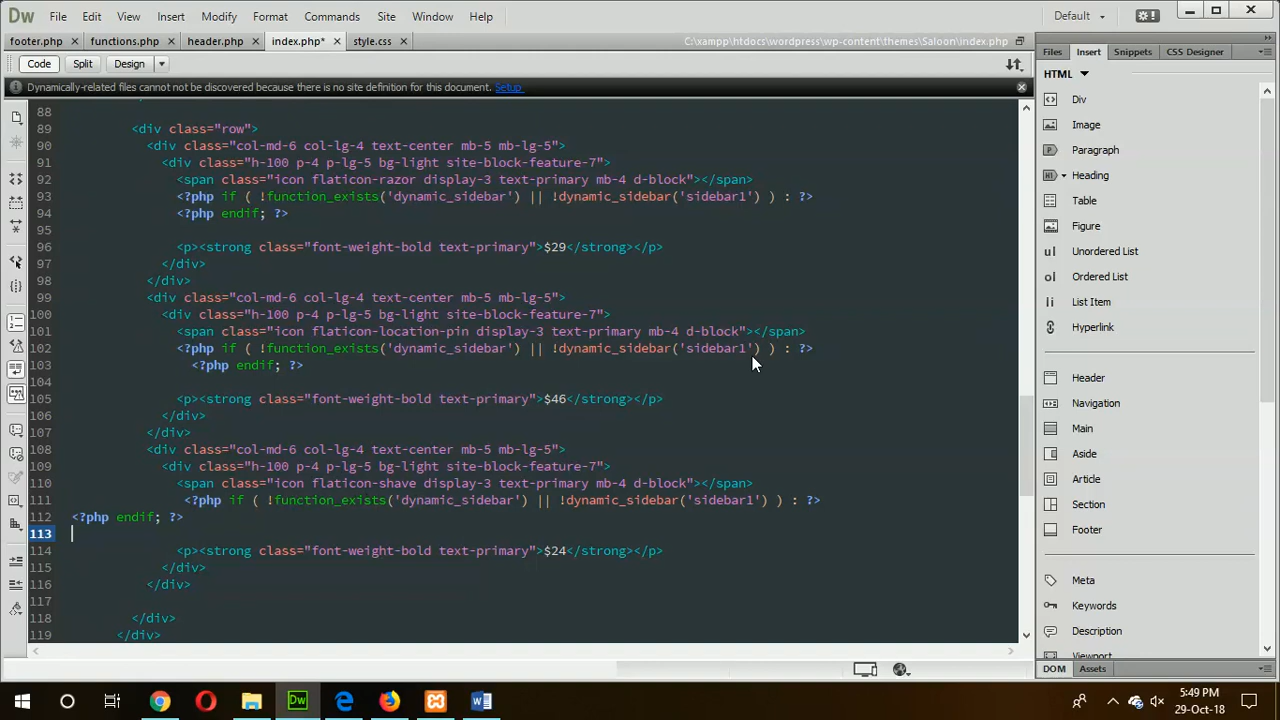 Dw File Edit View Insert Modify Format Commands Site Window Help Default
footer.php functions.php header.php index.php* style.css C:\xampp\htdocs\wordpress\wp-content\themes\Saloon\index.php
Code Split Design
Dynamically-related files cannot not be discovered because there is no site definition for this document. Setup
88
89 <div class="row">
90 <div class="col-md-6 col-lg-4 text-center mb-5 mb-lg-5">
91 <div class="h-100 p-4 p-lg-5 bg-light site-block-feature-7">
92 <span class="icon flaticon-razor display-3 text-primary mb-4 d-block"></span>
93 <?php if ( !function_exists('dynamic_sidebar') || !dynamic_sidebar('sidebar1') ) : ?>
94 <?php endif; ?>
95
96 <p><strong class="font-weight-bold text-primary">$29</strong></p>
97 </div>
98 </div>
99 <div class="col-md-6 col-lg-4 text-center mb-5 mb-lg-5">
100 <div class="h-100 p-4 p-lg-5 bg-light site-block-feature-7">
101 <span class="icon flaticon-location-pin display-3 text-primary mb-4 d-block"></span>
102 <?php if ( !function_exists('dynamic_sidebar') || !dynamic_sidebar('sidebar1') ) : ?>
103 <?php endif; ?>
104
105 <p><strong class="font-weight-bold text-primary">$46</strong></p>
106 </div>
107 </div>
108 <div class="col-md-6 col-lg-4 text-center mb-5 mb-lg-5">
109 <div class="h-100 p-4 p-lg-5 bg-light site-block-feature-7">
110 <span class="icon flaticon-shave display-3 text-primary mb-4 d-block"></span>
111 <?php if ( !function_exists('dynamic_sidebar') || !dynamic_sidebar('sidebar1') ) : ?>
112 <?php endif; ?>
113
114 <p><strong class="font-weight-bold text-primary">$24</strong></p>
115 </div>
116 </div>
117
118 </div>
119 </div>
Files Insert Snippets CSS Designer
HTML
Div
Image
Paragraph
H1 Heading
Table
Figure
ul Unordered List
ol Ordered List
li List Item
Hyperlink
Header
Navigation
Main
Aside
Article
Section
Footer
Meta
Keywords
Description
Viewport
DOM Assets
Dw
5:49 PM
29-Oct-18